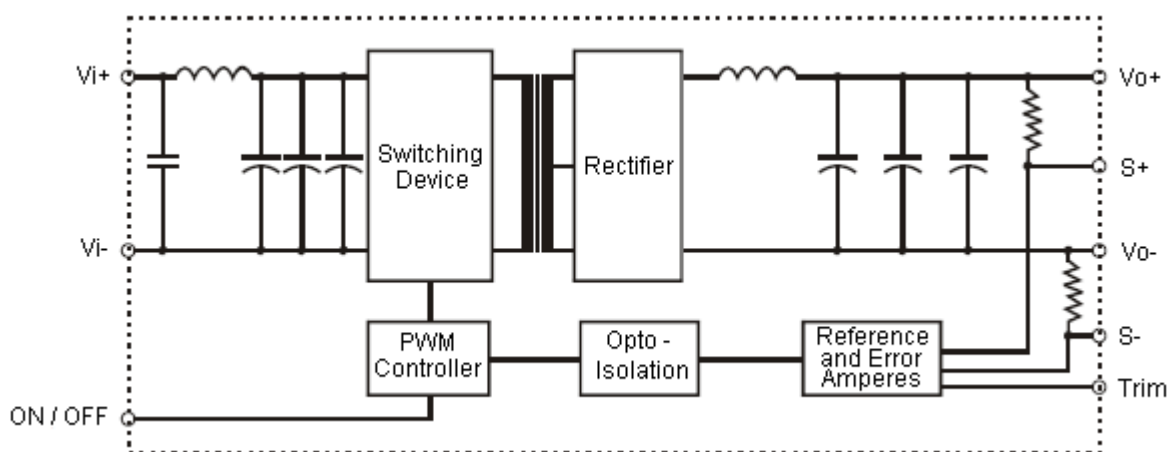 Vi+
Switching
Device
Rectifier
Vo+
S+
Vi-
Vo-
PWM
Controller
Opto -
Isolation
Reference
and Error
Amperes
S-
Trim
ON / OFF